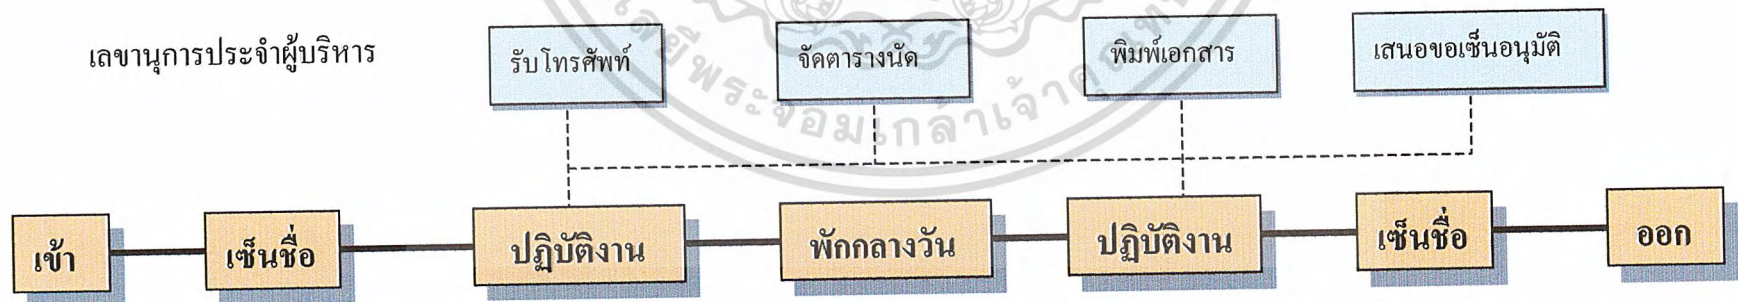 เลขานุการประจำผู้บริหาร
รับโทรศัพท์
จัดตารางนัด
พิมพ์เอกสาร
เสนอขอเซ็นอนุมัติ
เข้า
เซ็นชื่อ
ปฏิบัติงาน
พักกลางวัน
ปฏิบัติงาน
เซ็นชื่อ
ออก